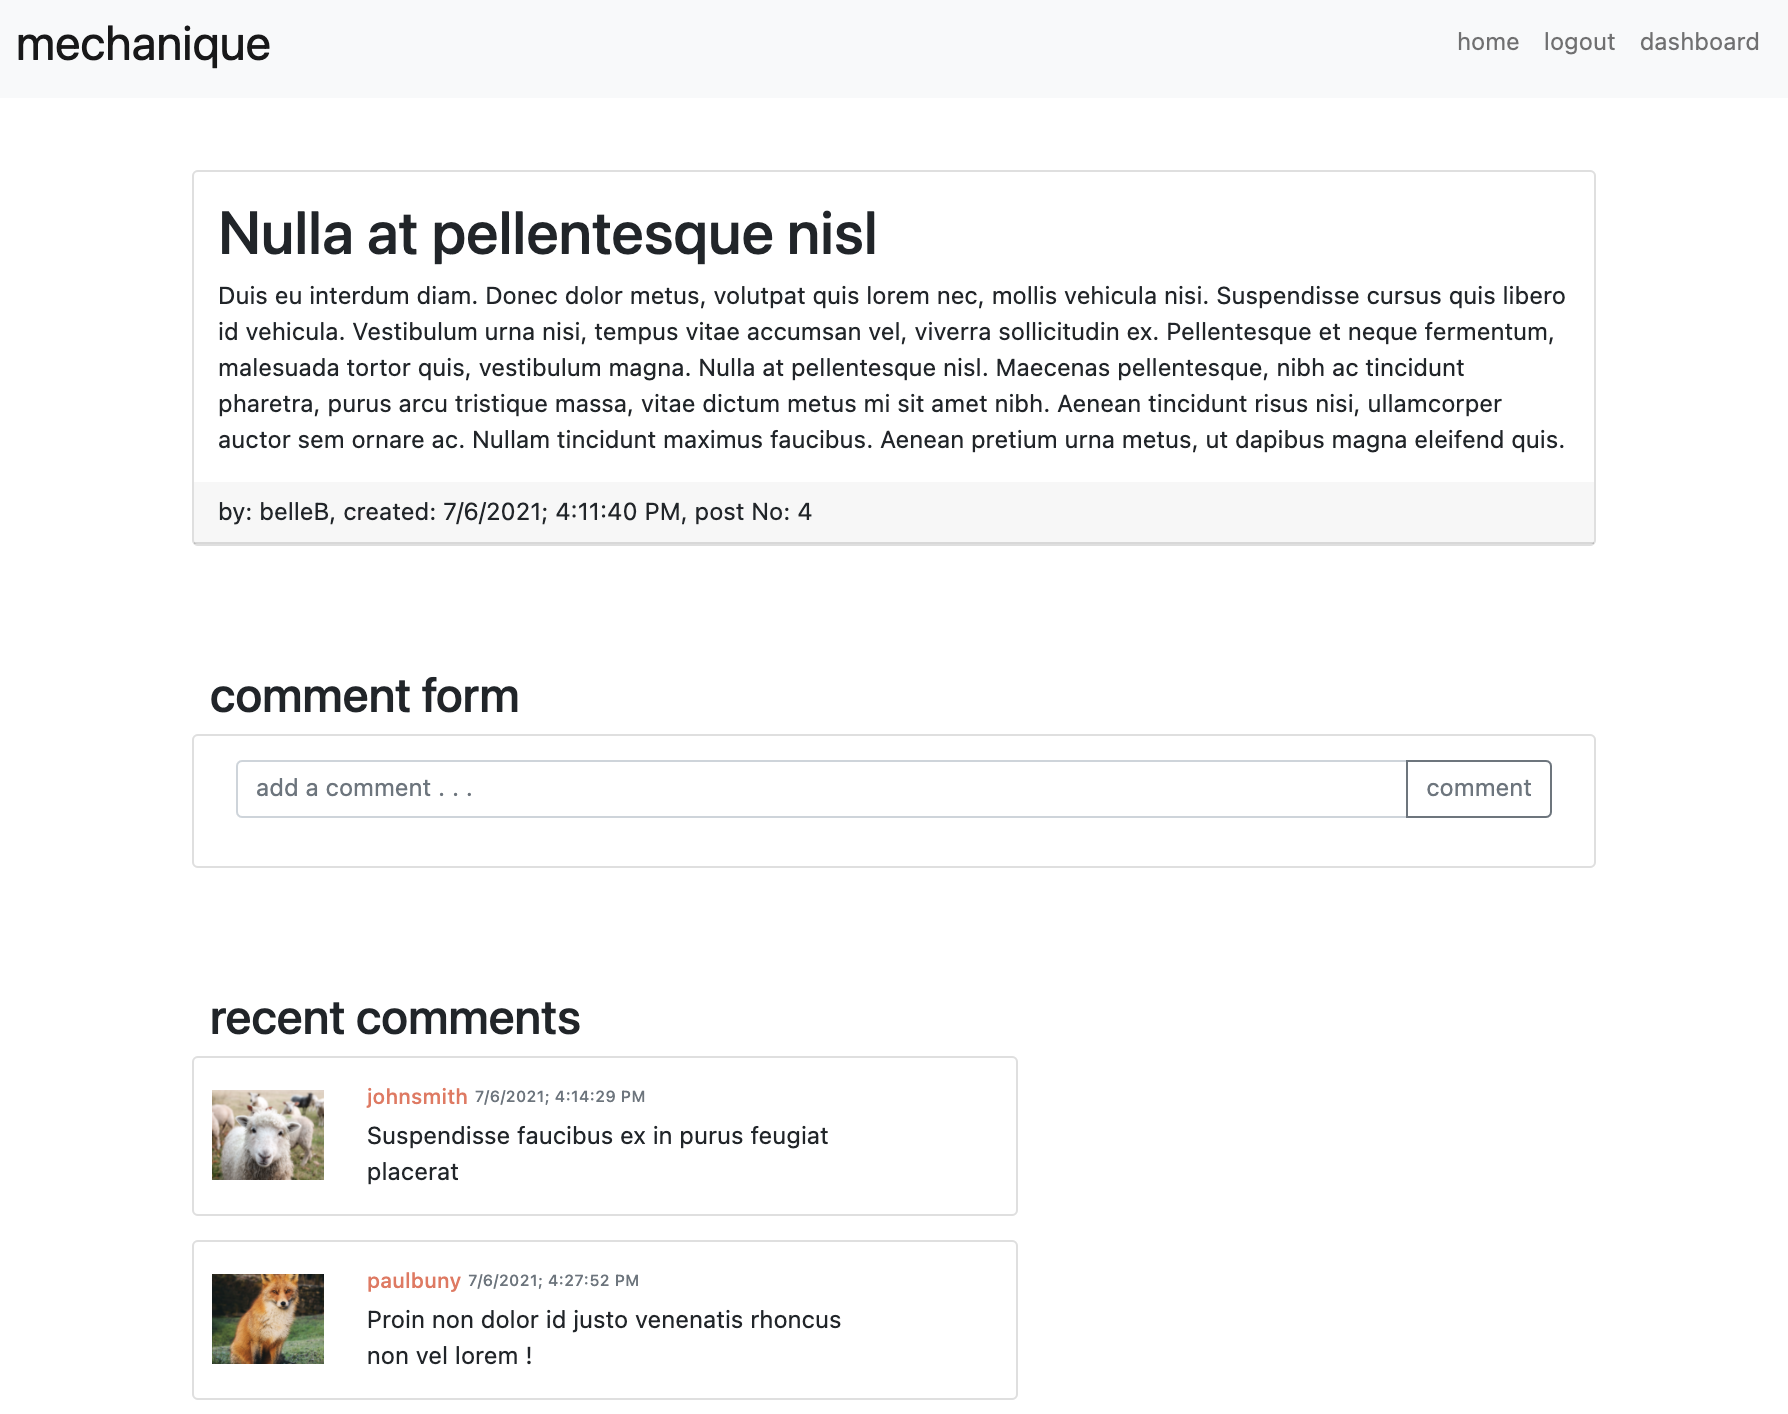 mechanique
home logout dashboard
Nulla at pellentesque nisl
Duis eu interdum diam. Donec dolor metus, volutpat quis lorem nec, mollis vehicula nisi. Suspendisse cursus quis libero
id vehicula. Vestibulum urna nisi, tempus vitae accumsan vel, viverra sollicitudin ex. Pellentesque et neque fermentum,
malesuada tortor quis, vestibulum magna. Nulla at pellentesque nisl. Maecenas pellentesque, nibh ac tincidunt
pharetra, purus arcu tristique massa, vitae dictum metus mi sit amet nibh. Aenean tincidunt risus nisi, ullamcorper
auctor sem ornare ac. Nullam tincidunt maximus faucibus. Aenean pretium urna metus, ut dapibus magna eleifend quis.
by: belleB, created: 7/6/2021; 4:11:40 PM, post No: 4
comment form
add a comment . . . comment
recent comments
johnsmith 7/6/2021; 4:14:29 PM
Suspendisse faucibus ex in purus feugiat
placerat
paulbuny 7/6/2021; 4:27:52 PM
Proin non dolor id justo venenatis rhoncus
non vel lorem !